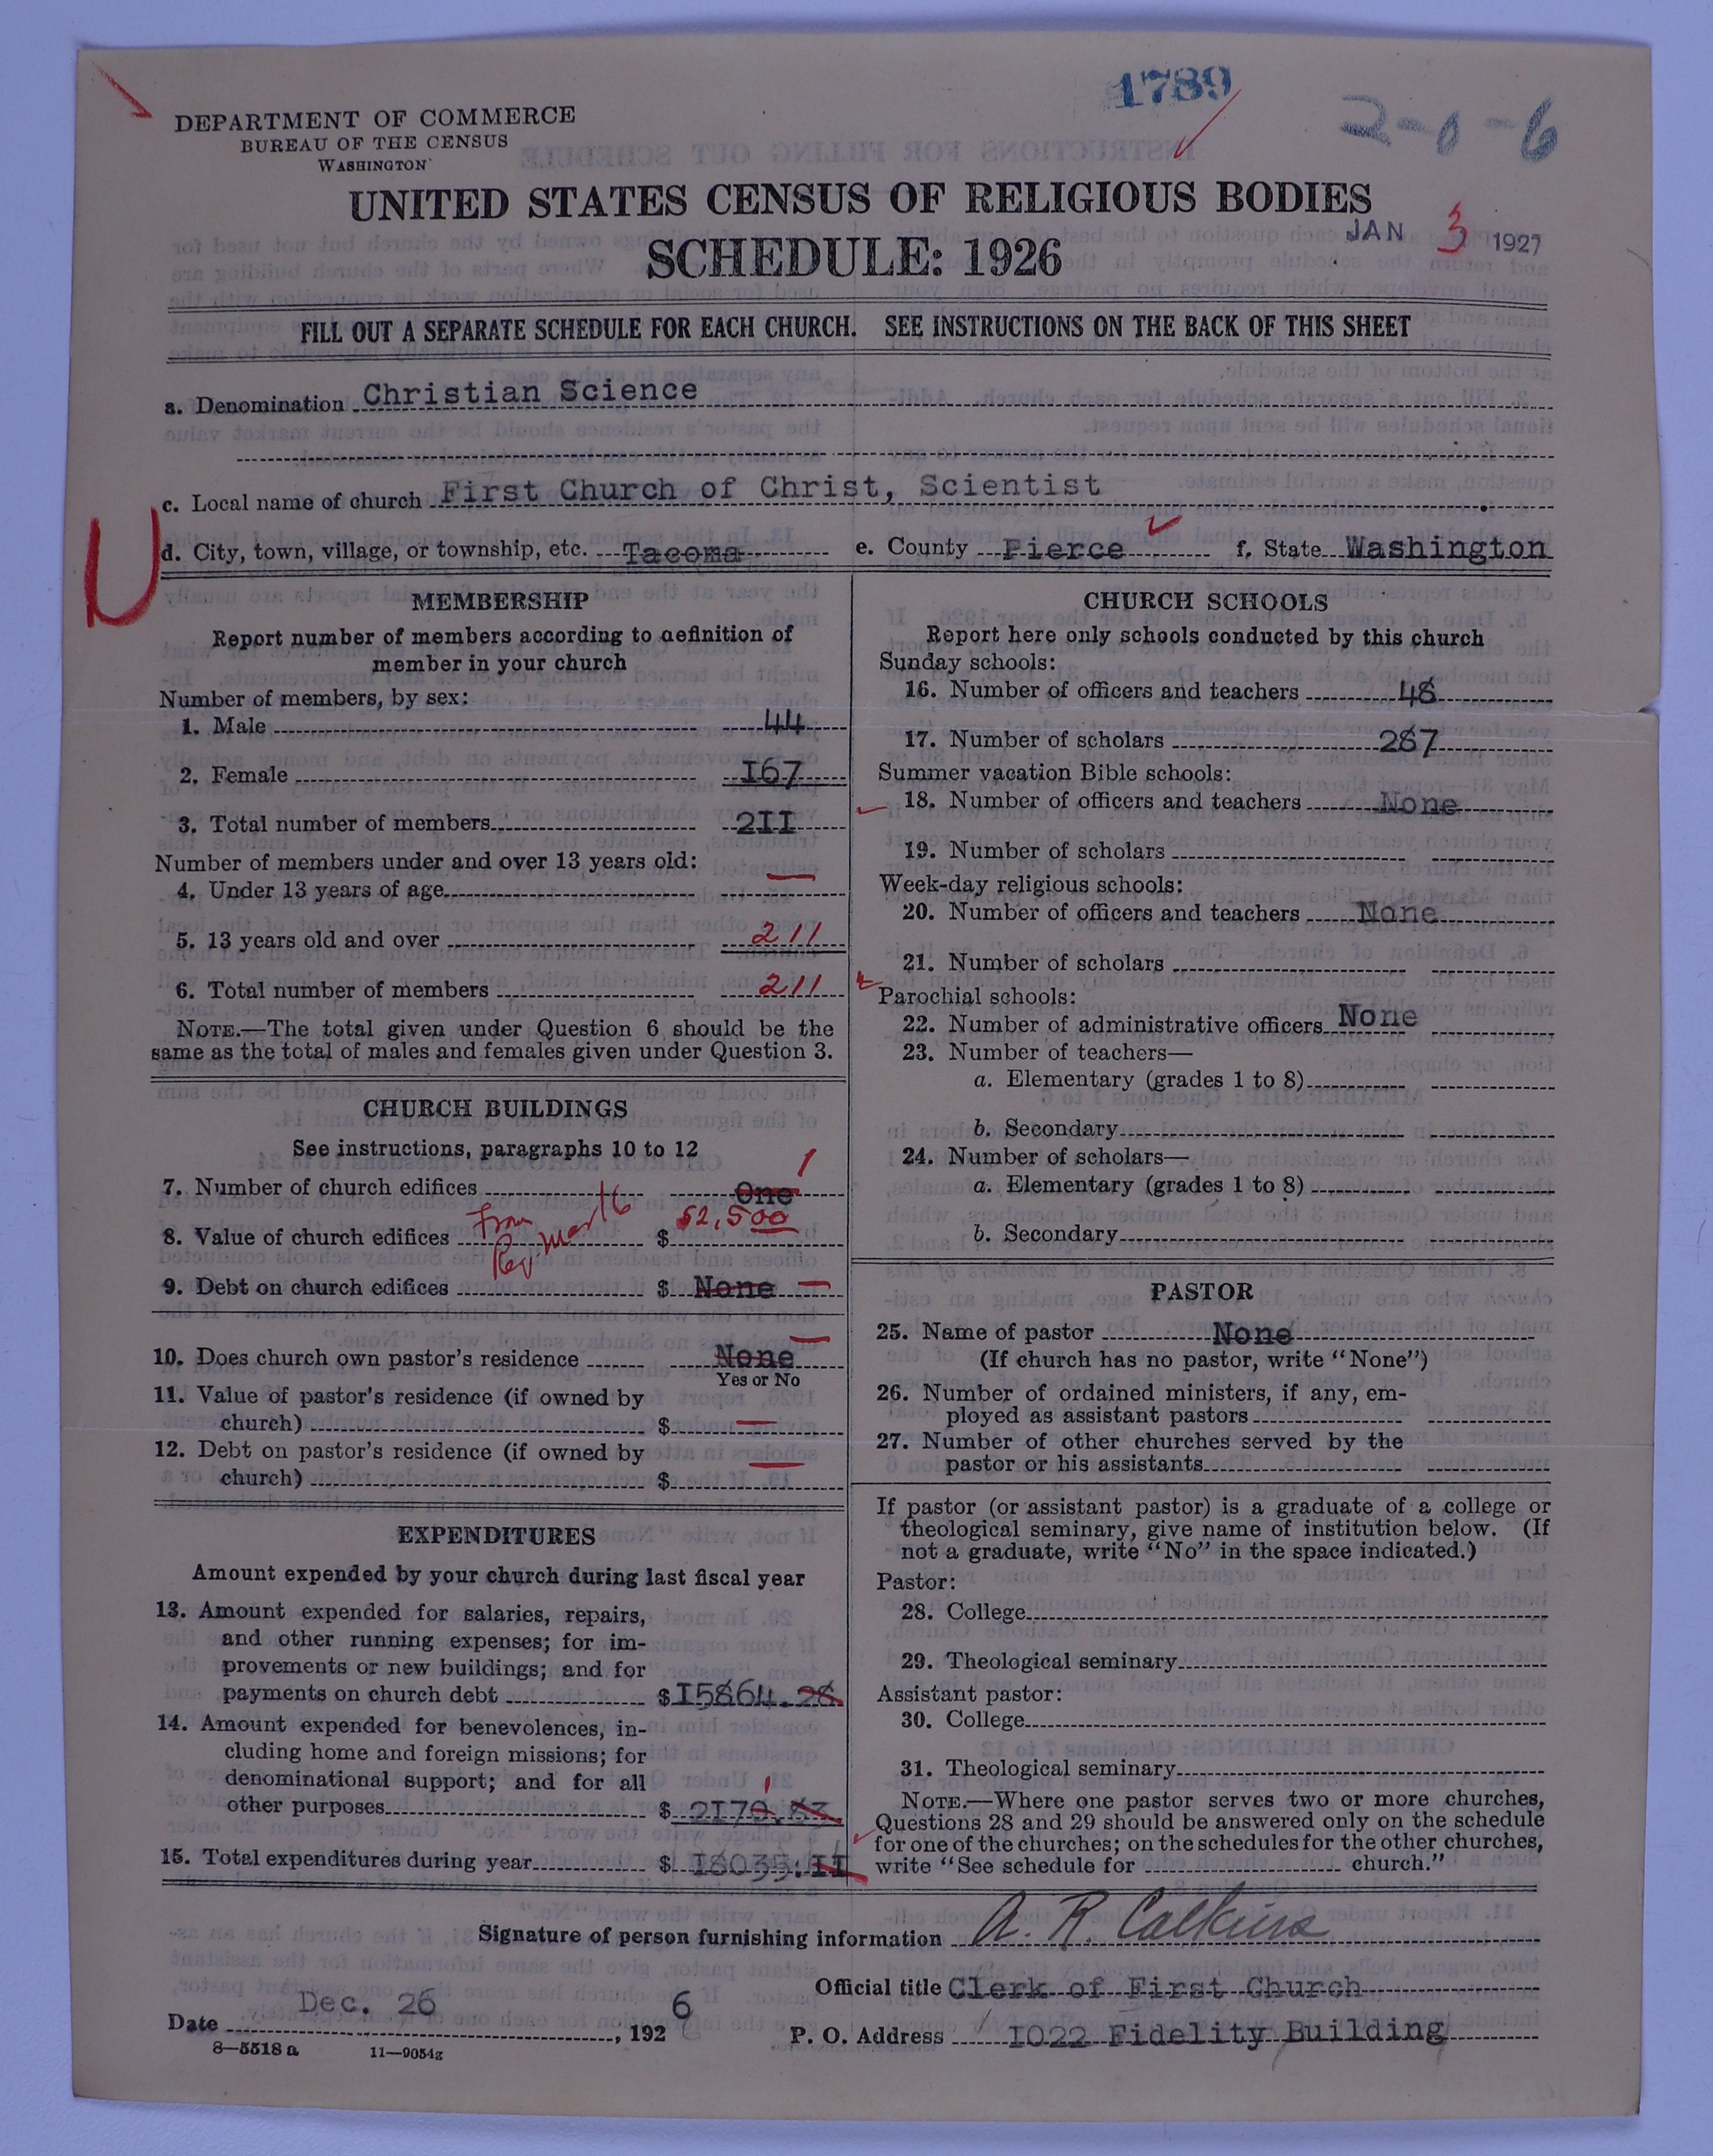 1789
2-0-6
DEPARTMENT OF COMMERCE
BUREAU OF THE CENSUS
WASHINGTON
UNITED STATES CENSUS OF RELIGIOUS BODIES
SCHEDULE: 1926
JAN 3 1927
FILL OUT A SEPARATE SCHEDULE FOR EACH CHURCH. SEE INSTRUCTIONS ON THE BACK OF THIS SHEET
a. Denomination Christian Science
c. Local name of church First Church of Christ, Scientist
U
d. City, town, village, or township, etc. Tacoma e. County Pierce f. State Washington
MEMBERSHIP
Report number of members according to definition of
member in your church
Number of members, by sex:
1. Male 44
2. Female I67
3. Total number of members 2II
Number of members under and over 13 years old:
4. Under 13 years of age —
5. 13 years old and over 211
6. Total number of members 211
NOTE.—The total given under Question 6 should be the
same as the total of males and females given under Question 3.
CHURCH BUILDINGS
See instructions, paragraphs 10 to 12
7. Number of church edifices One 1
8. Value of church edifices From Rev. Mar 16 $ 52,500
9. Debt on church edifices $ None —
10. Does church own pastor's residence None —
Yes or No
11. Value of pastor's residence (if owned by
church) $ —
12. Debt on pastor's residence (if owned by
church) $ —
EXPENDITURES
Amount expended by your church during last fiscal year
13. Amount expended for salaries, repairs,
and other running expenses; for im-
provements or new buildings; and for
payments on church debt $ I5864.28
14. Amount expended for benevolences, in-
cluding home and foreign missions; for
denominational support; and for all
other purposes $ 2I70.83 1
15. Total expenditures during year $ I8035.II
CHURCH SCHOOLS
Report here only schools conducted by this church
Sunday schools:
16. Number of officers and teachers 48
17. Number of scholars 287
Summer vacation Bible schools:
18. Number of officers and teachers None
19. Number of scholars
Week-day religious schools:
20. Number of officers and teachers None
21. Number of scholars
Parochial schools:
22. Number of administrative officers None
23. Number of teachers—
a. Elementary (grades 1 to 8)
b. Secondary
24. Number of scholars—
a. Elementary (grades 1 to 8)
b. Secondary
PASTOR
25. Name of pastor None
(If church has no pastor, write "None")
26. Number of ordained ministers, if any, em-
ployed as assistant pastors
27. Number of other churches served by the
pastor or his assistants
If pastor (or assistant pastor) is a graduate of a college or
theological seminary, give name of institution below. (If
not a graduate, write "No" in the space indicated.)
Pastor:
28. College
29. Theological seminary
Assistant pastor:
30. College
31. Theological seminary
NOTE.—Where one pastor serves two or more churches,
Questions 28 and 29 should be answered only on the schedule
for one of the churches; on the schedules for the other churches,
write "See schedule for church."
Signature of person furnishing information A. R. Calkins
Official title Clerk of First Church
Date Dec. 26, 1926
P. O. Address I022 Fidelity Building
8—5518 a 11—9054z